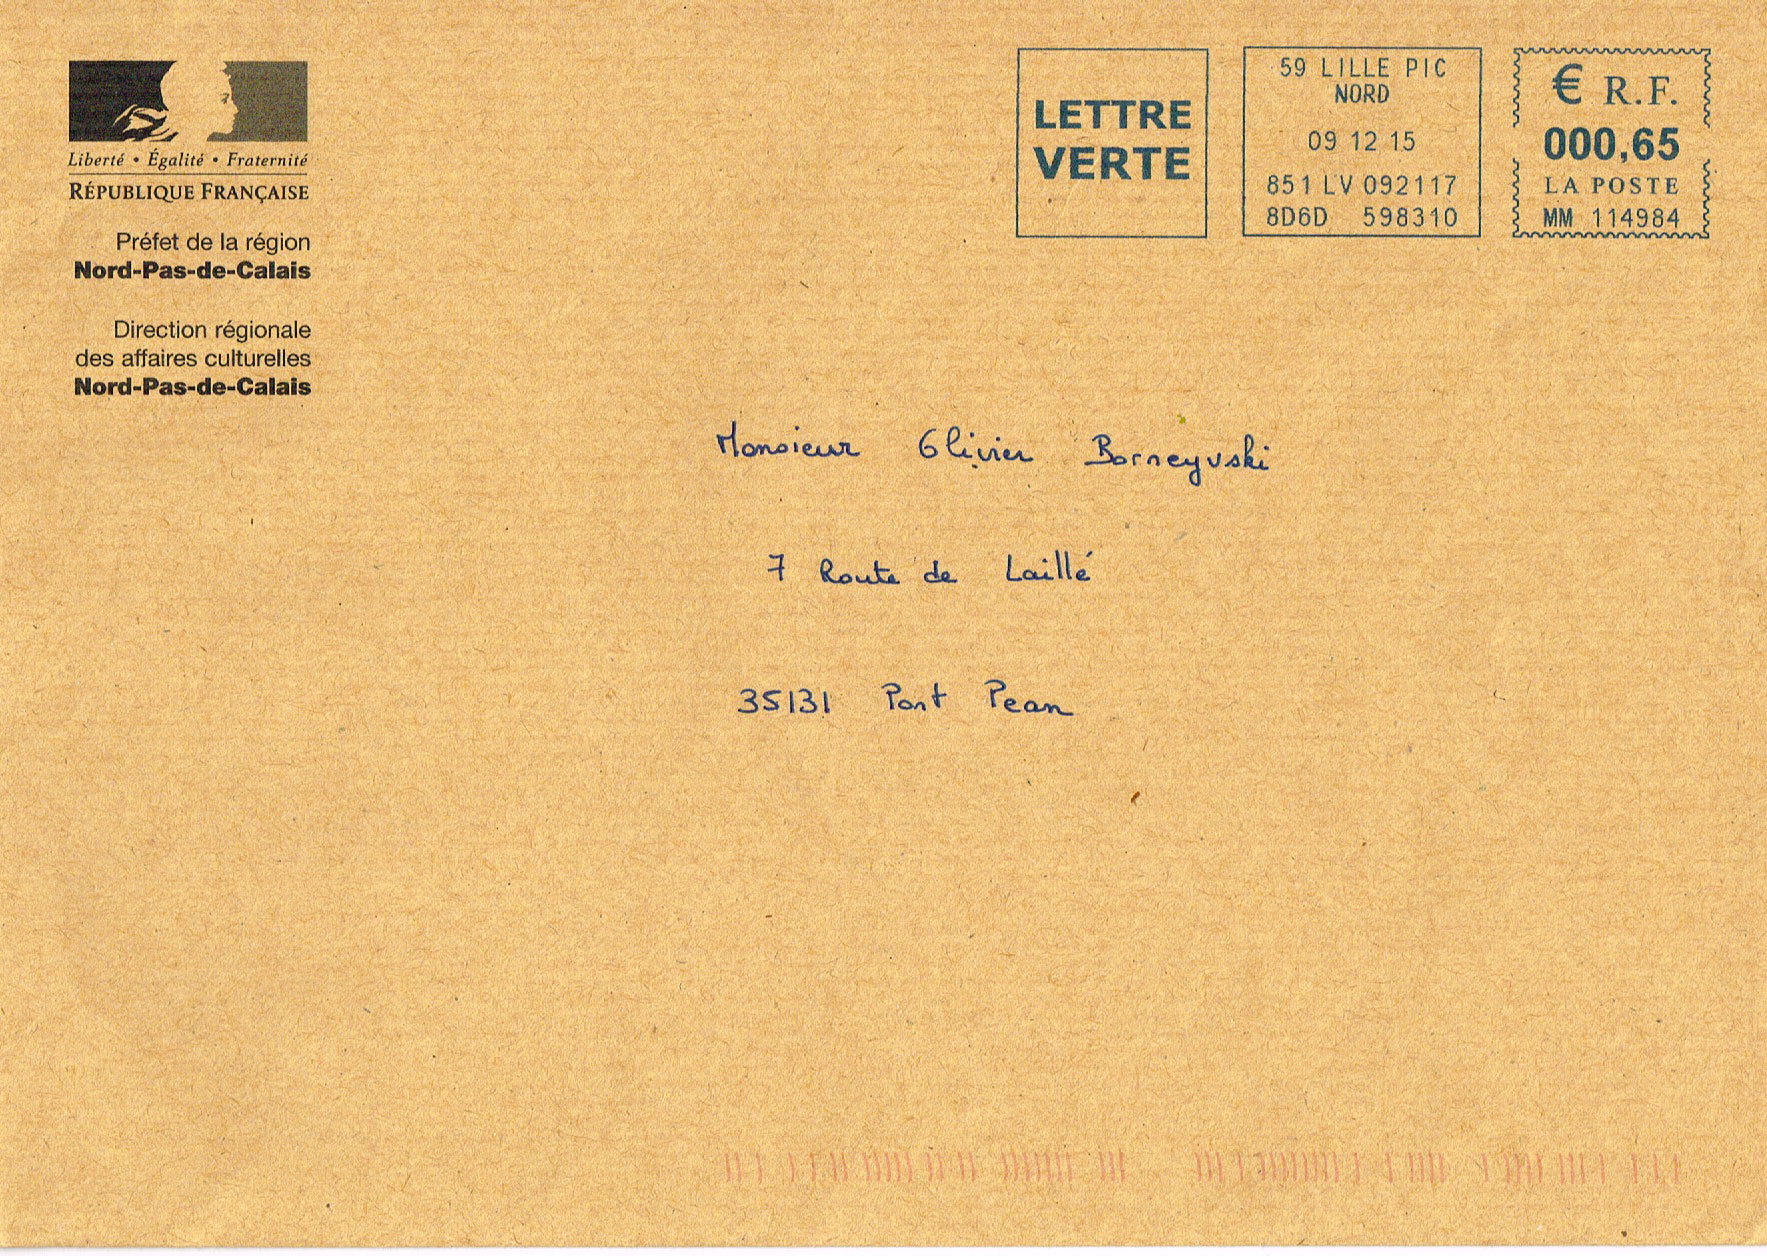 Liberté • Égalité • Fraternité
RÉPUBLIQUE FRANÇAISE
Préfet de la région
Nord-Pas-de-Calais
Direction régionale
des affaires culturelles
Nord-Pas-de-Calais
LETTRE
VERTE
59 LILLE PIC
NORD
09 12 15
851 LV 092117
8D6D 598310
€ R.F.
000,65
LA POSTE
MM 114984
Monsieur Olivier Borneyvski
7 Route de Laillé
35131 Pont Pean